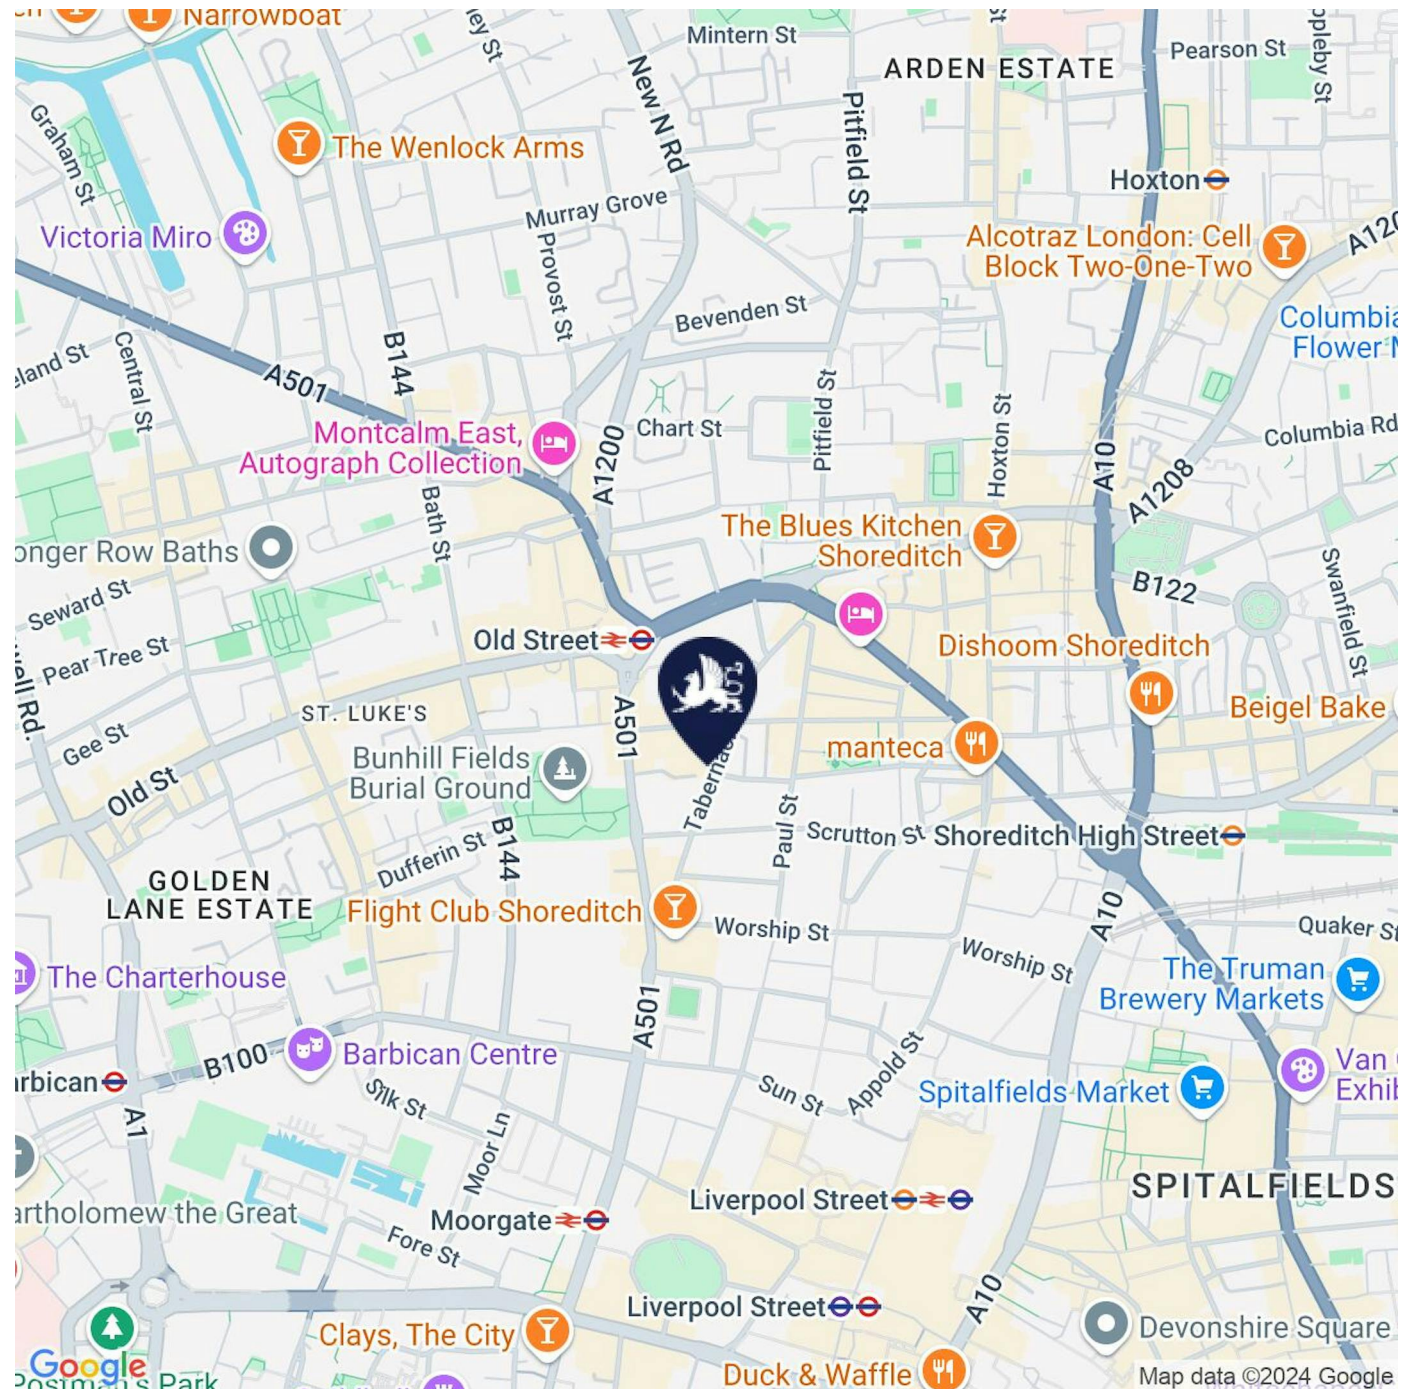 Narrowboat
Mintern St
Pearson St
ARDEN ESTATE
New N Rd
Pitfield St
Graham St
The Wenlock Arms
Hoxton
Murray Grove
Victoria Miro
Provost St
Alcotraz London: Cell
Block Two-One-Two
Bevenden St
Columbia
Flower
Central St
B144
A501
Pitfield St
Hoxton St
Chart St
Columbia Rd
Montcalm East,
Autograph Collection
A1200
A10
A1208
Bath St
The Blues Kitchen
Shoreditch
Row Baths
Seward St
B122
Swanfield St
Pear Tree St
Old Street
Dishoom Shoreditch
Rd.
ST. LUKE'S
A501
Beigel Bake
Gee St
Bunhill Fields
Burial Ground
manteca
Old St
Paul St
Scrutton St
Shoreditch High Street
Dufferin St
B144
GOLDEN
LANE ESTATE
Flight Club Shoreditch
Worship St
A10
Quaker St
Worship St
The Charterhouse
The Truman
Brewery Markets
A501
B100
Barbican Centre
Silk St
Sun St
Appold St
Spitalfields Market
Van
A1
Moor Ln
SPITALFIELDS
Liverpool Street
the Great
Moorgate
Fore St
Liverpool Street
A10
Clays, The City
Devonshire Square
Google
Duck & Waffle
Map data ©2024 Google
Postman's Park